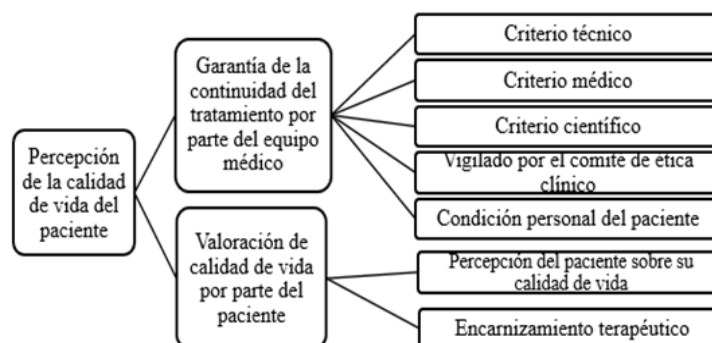 Percepción
de la calidad
de vida del
paciente
Garantía de la
continuidad del
tratamiento por
parte del equipo
médico
Valoración de
calidad de vida
por parte del
paciente
Criterio técnico
Criterio médico
Criterio científico
Vigilado por el comité de ética
clínico
Condición personal del paciente
Percepción del paciente sobre su
calidad de vida
Encarnizamiento terapéutico